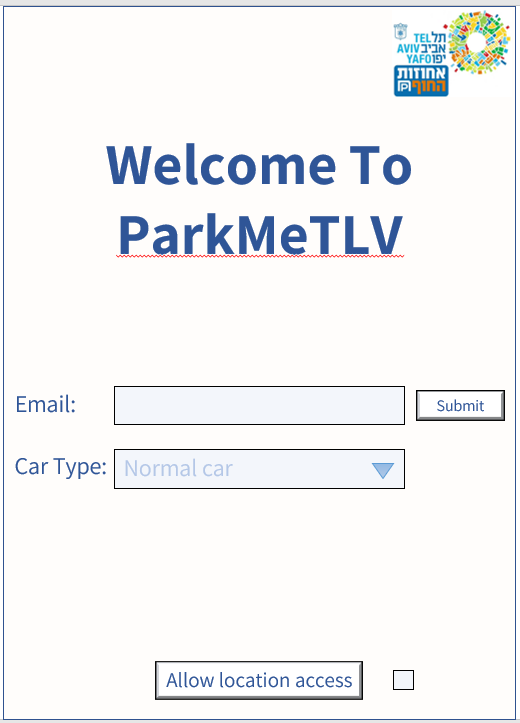 TEL תל
AVIV אביב
YAFO יפו
אחוזות
החוף
Welcome To
ParkMeTLV
Email:
Submit
Car Type:
Normal car
Allow location access